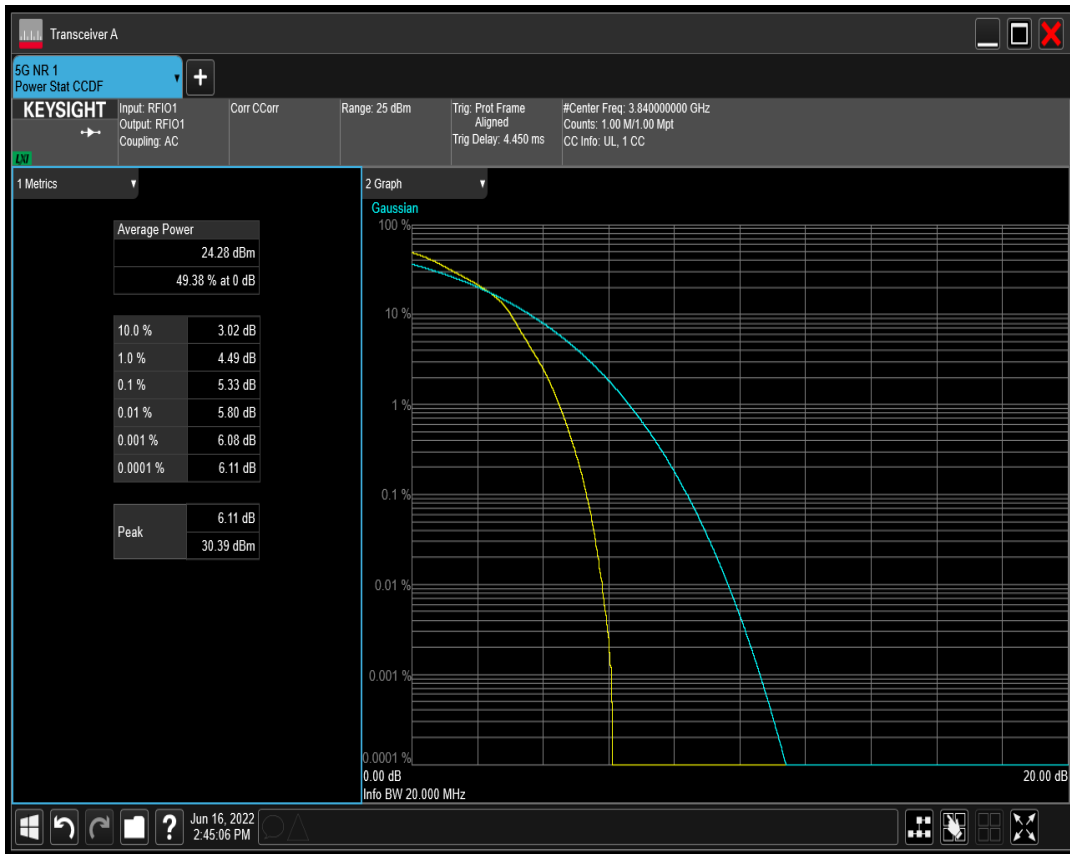 Transceiver A
5G NR 1
Power Stat CCDF
+
KEYSIGHT
LXI
Input: RFIO1
Output: RFIO1
Coupling: AC
Corr CCorr
Range: 25 dBm
Trig: Prot Frame
Aligned
Trig Delay: 4.450 ms
#Center Freq: 3.840000000 GHz
Counts: 1.00 M/1.00 Mpt
CC Info: UL, 1 CC
1 Metrics
Average Power
24.28 dBm
49.38 % at 0 dB
10.0 % 3.02 dB
1.0 % 4.49 dB
0.1 % 5.33 dB
0.01 % 5.80 dB
0.001 % 6.08 dB
0.0001 % 6.11 dB
Peak
6.11 dB
30.39 dBm
2 Graph
Gaussian
100 %
10 %
1 %
0.1 %
0.01 %
0.001 %
0.0001 %
0.00 dB 20.00 dB
Info BW 20.000 MHz
?
Jun 16, 2022
2:45:06 PM